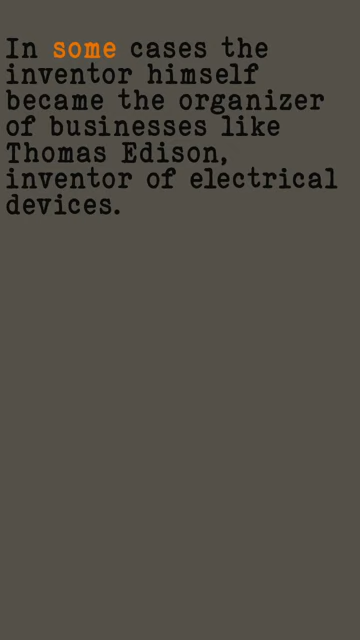 In some cases the
inventor himself
became the organizer
of businesses like
Thomas Edison,
inventor of electrical
devices.